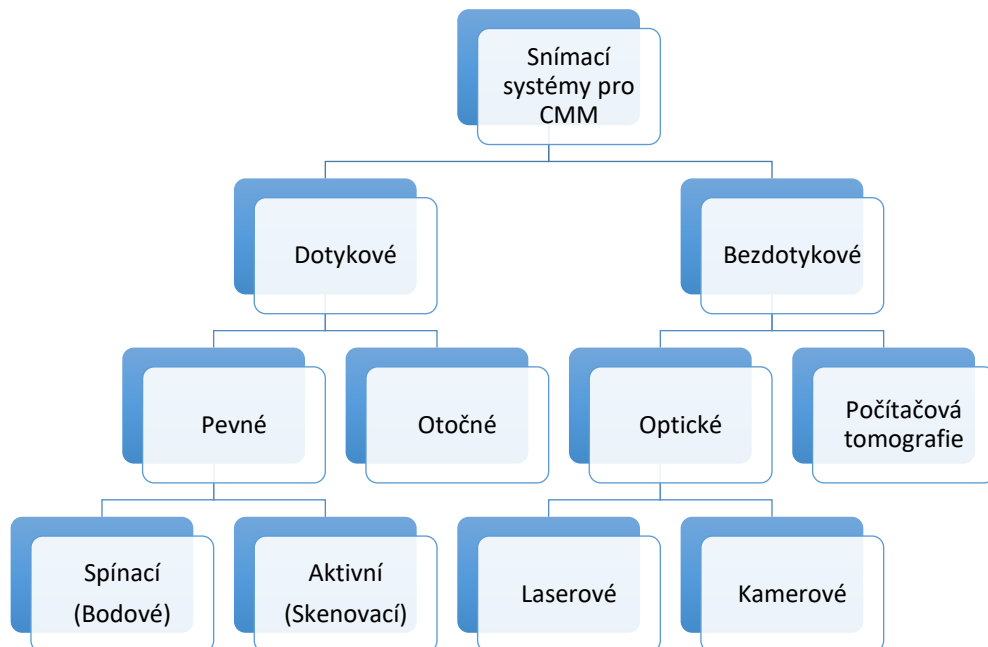 Snímací
systémy pro
CMM
Dotykové
Bezdotykové
Pevné
Otočné
Optické
Počítačová
tomografie
Spínací
(Bodové)
Aktivní
(Skenovací)
Laserové
Kamerové